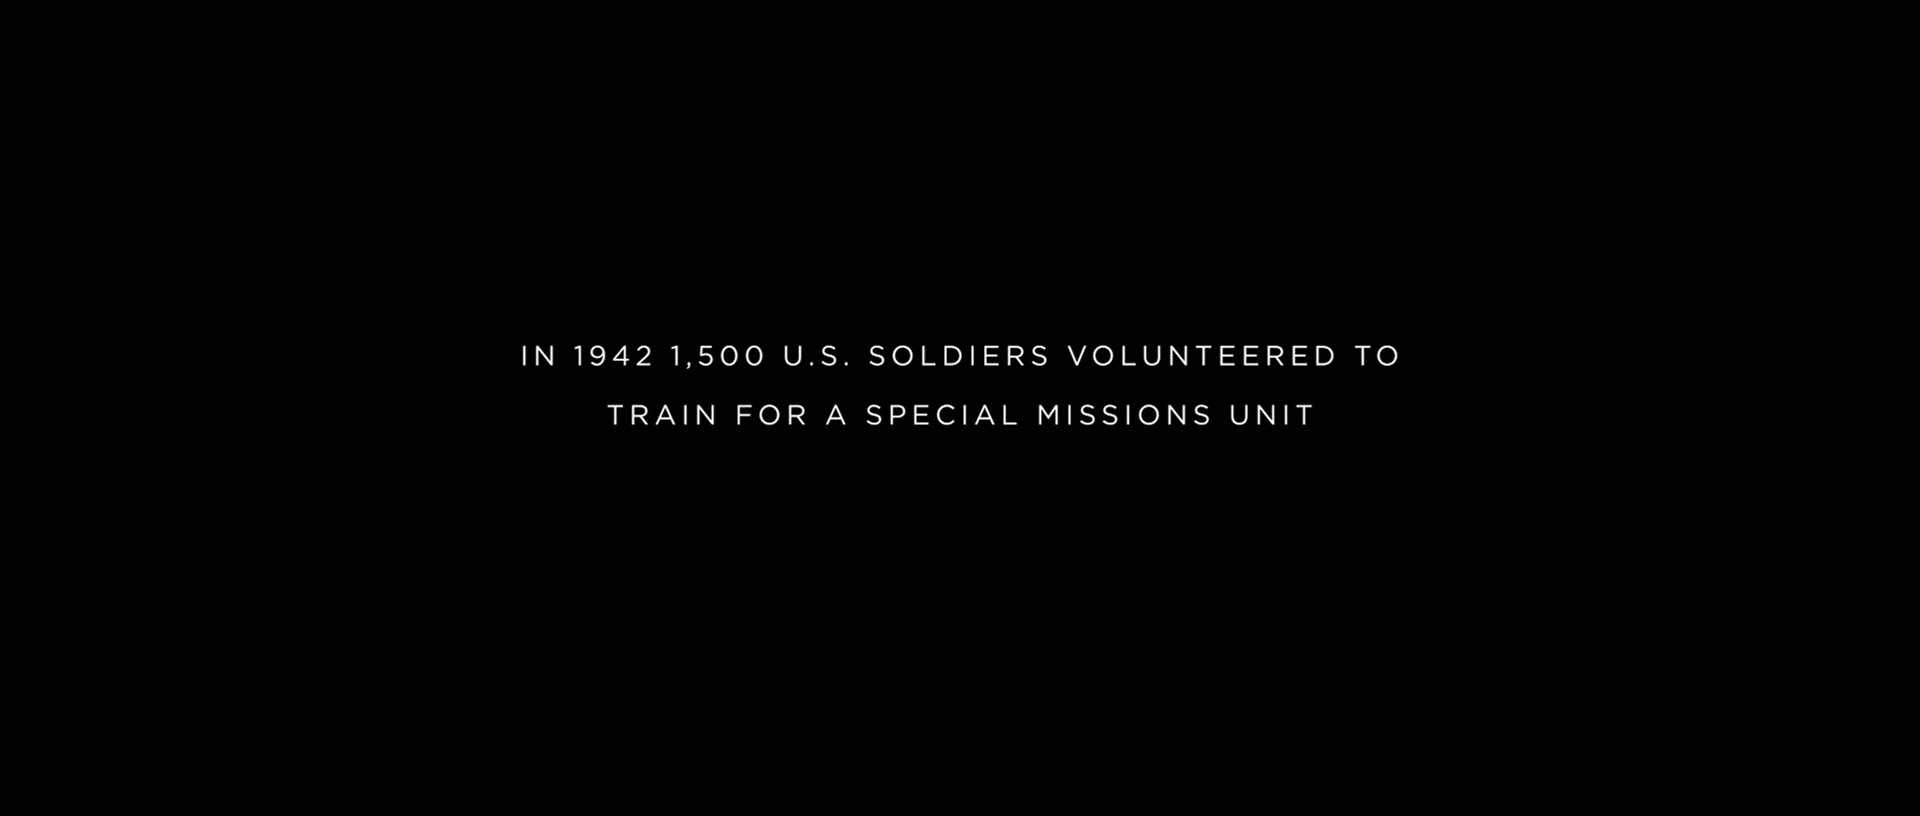 IN 1942 1,500 U.S. SOLDIERS VOLUNTEERED TO
TRAIN FOR A SPECIAL MISSIONS UNIT